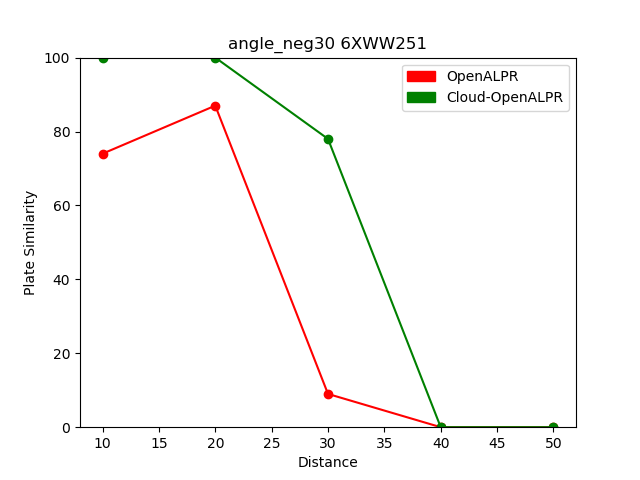 angle_neg30 6XWW251
OpenALPR
Cloud-OpenALPR
100
80
60
40
20
0
Plate Similarity
10 15 20 25 30 35 40 45 50
Distance